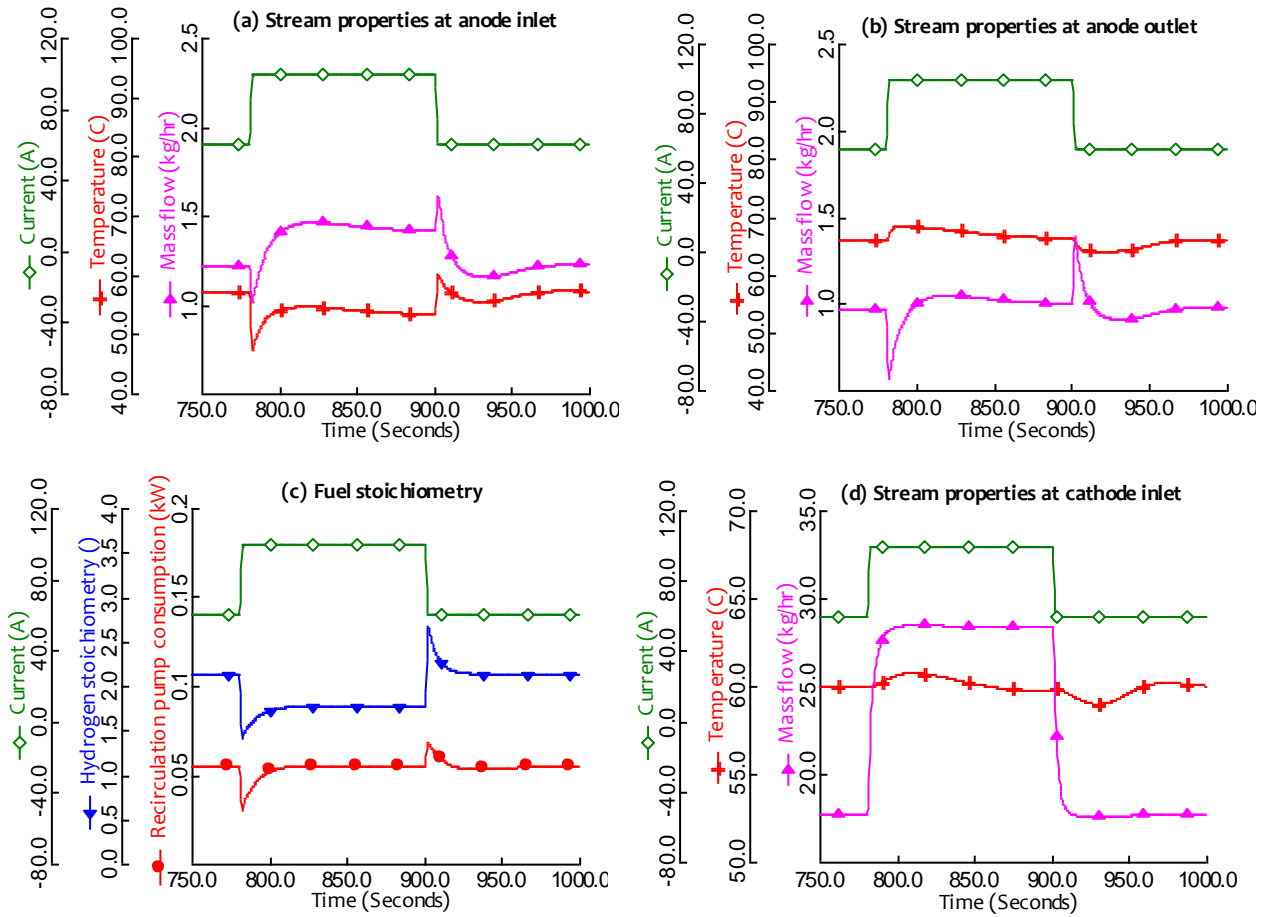 (a) Stream properties at anode inlet
Current (A)
-80.0 -40.0 0.0 40.0 80.0 120.0
Temperature (C)
40.0 50.0 60.0 70.0 80.0 90.0 100.0
Mass flow (kg/hr)
1.0 1.5 2.0 2.5
750.0 800.0 850.0 900.0 950.0 1000.0
Time (Seconds)
(b) Stream properties at anode outlet
Current (A)
-80.0 -40.0 0.0 40.0 80.0 120.0
Temperature (C)
40.0 50.0 60.0 70.0 80.0 90.0 100.0
Mass flow (kg/hr)
1.0 1.5 2.0 2.5
750.0 800.0 850.0 900.0 950.0 1000.0
Time (Seconds)
(c) Fuel stoichiometry
Current (A)
-80.0 -40.0 0.0 40.0 80.0 120.0
Hydrogen stoichiometry ()
0.0 0.5 1.0 1.5 2.0 2.5 3.0 3.5 4.0
Recirculation pump consumption (kW)
0.0 0.05 0.1 0.15 0.2
750.0 800.0 850.0 900.0 950.0 1000.0
Time (Seconds)
(d) Stream properties at cathode inlet
Current (A)
-80.0 -40.0 0.0 40.0 80.0 120.0
Temperature (C)
50.0 55.0 60.0 65.0 70.0
Mass flow (kg/hr)
20.0 25.0 30.0 35.0
750.0 800.0 850.0 900.0 950.0 1000.0
Time (Seconds)